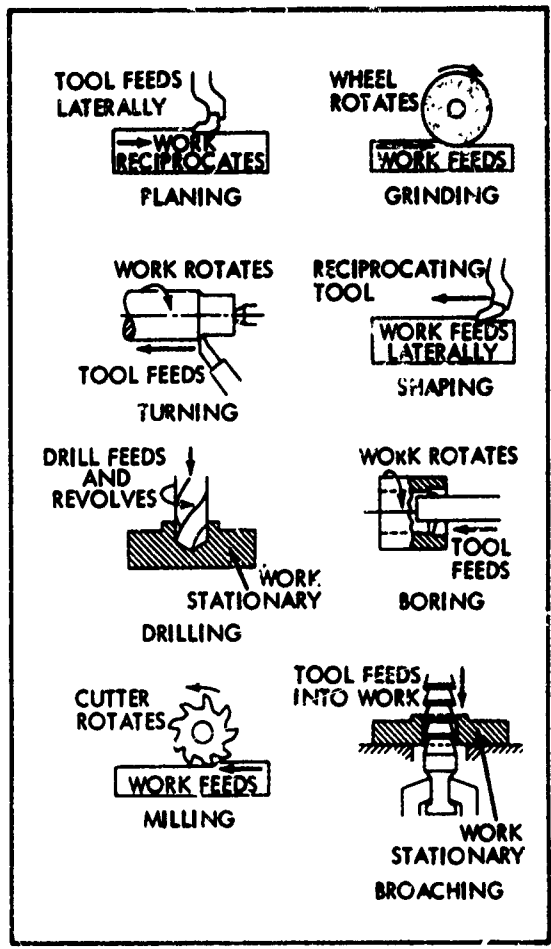 TOOL FEEDS
LATERALLY
WORK
RECIPROCATES
PLANING
WHEEL
ROTATES
WORK FEEDS
GRINDING
WORK ROTATES
TOOL FEEDS
TURNING
RECIPROCATING
TOOL
WORK FEEDS
LATERALLY
SHAPING
DRILL FEEDS
AND
REVOLVES
WORK
STATIONARY
DRILLING
WORK ROTATES
TOOL
FEEDS
BORING
CUTTER
ROTATES
WORK FEEDS
MILLING
TOOL FEEDS
INTO WORK
WORK
STATIONARY
BROACHING